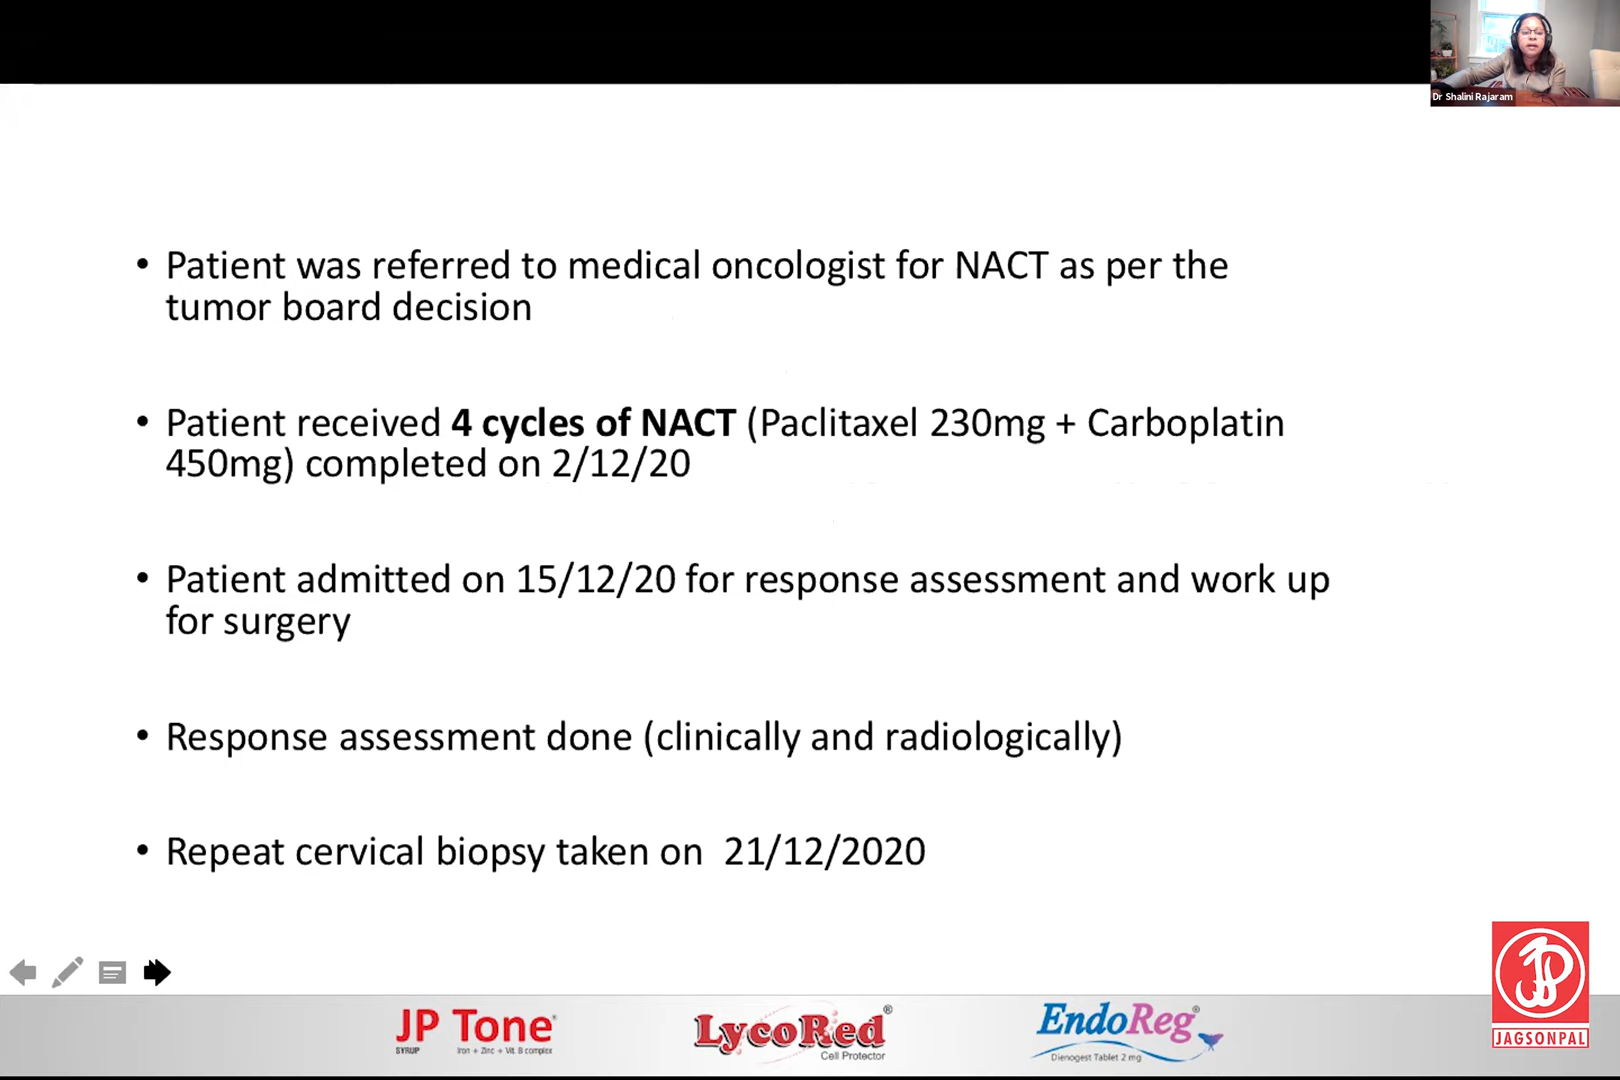 Dr Shalini Rajaram
• Patient was referred to medical oncologist for NACT as per the
tumor board decision
• Patient received 4 cycles of NACT (Paclitaxel 230mg + Carboplatin
450mg) completed on 2/12/20
• Patient admitted on 15/12/20 for response assessment and work up
for surgery
• Response assessment done (clinically and radiologically)
• Repeat cervical biopsy taken on 21/12/2020
JP Tone
SYRUP Iron + Zinc + Vit. B complex
LycoRed®
Cell Protector
EndoReg®
Dienogest Tablet 2 mg
JAGSONPAL